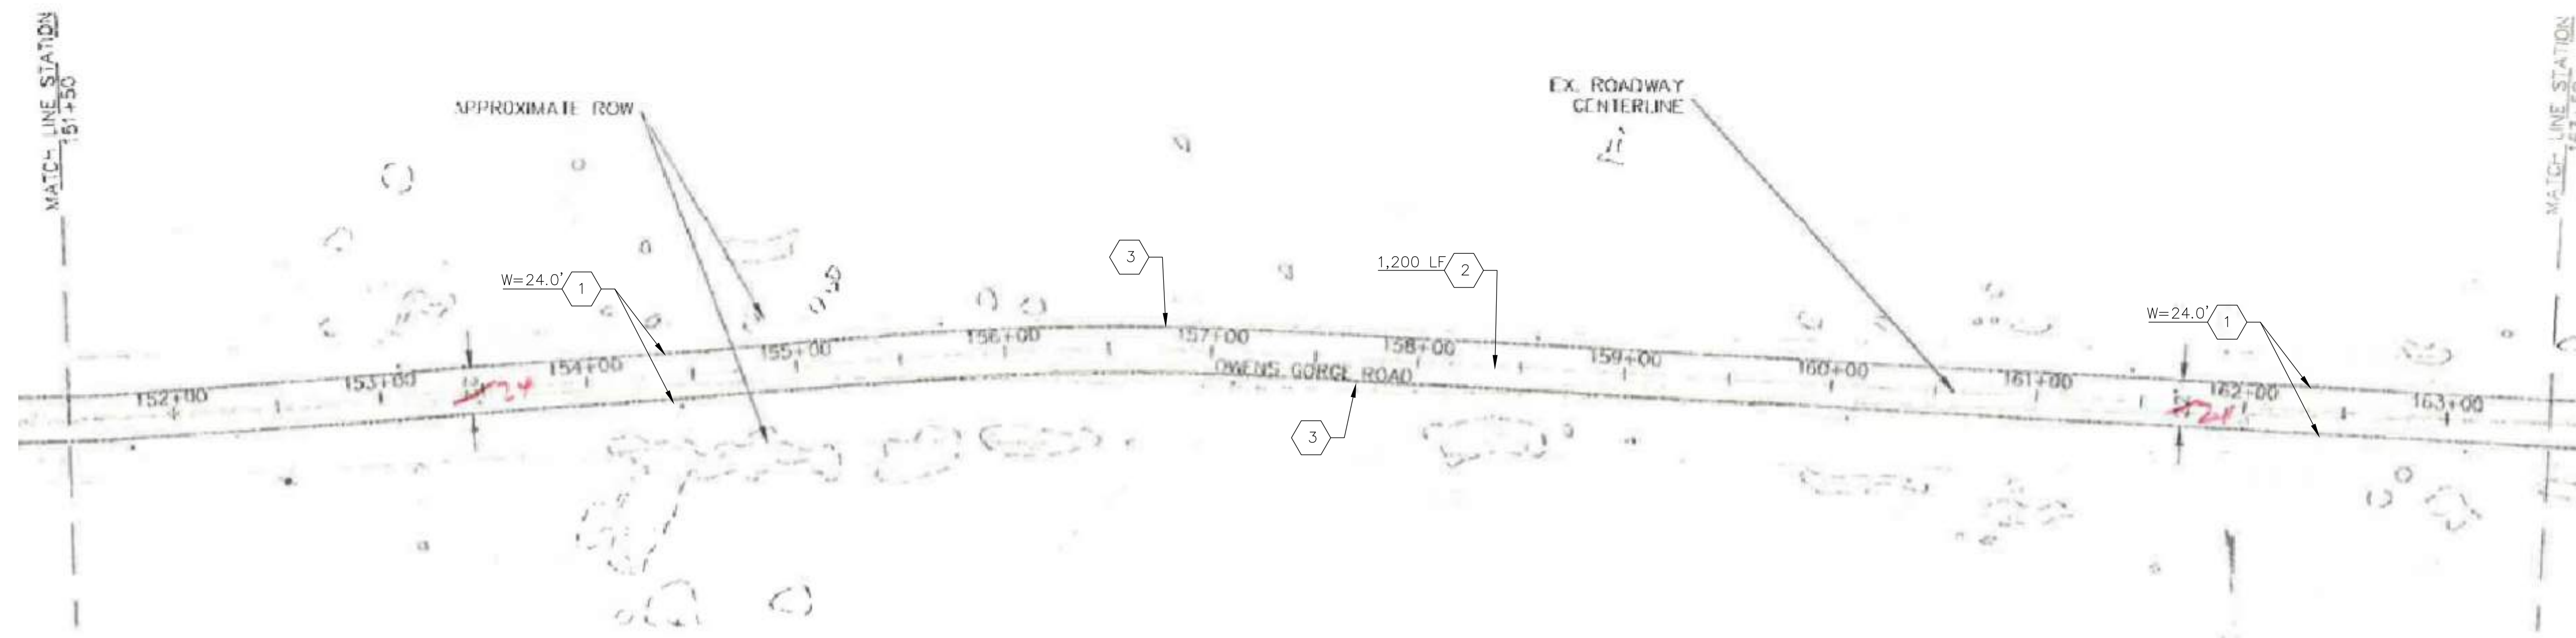 MATCH LINE STATION
151+50
APPROXIMATE ROW
EX. ROADWAY
CENTERLINE
MATCH LINE STATION
W=24.0' 1
3
1,200 LF 2
W=24.0' 1
152+00
153+00
24
154+00
155+00
156+00
157+00
158+00
159+00
160+00
161+00
162+00
163+00
24
OWENS GORGE ROAD
3